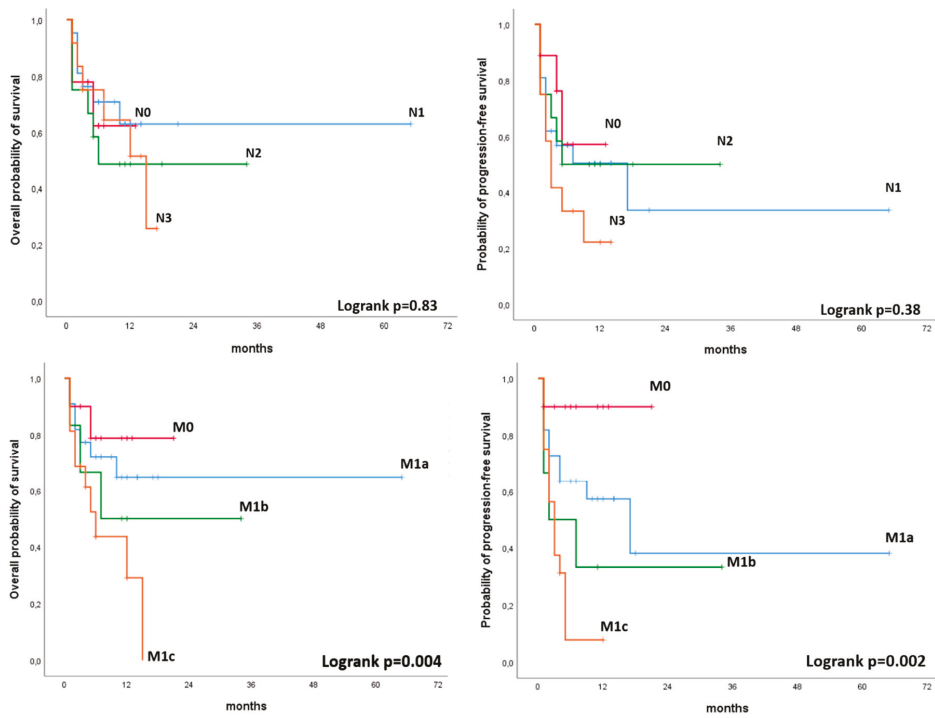 Overall probability of survival
1,0
0,8
0,6
0,4
0,2
0,0
N0
N1
N2
N3
Logrank p=0.83
0 12 24 36 48 60 72
months
Probability of progression-free survival
1,0
0,8
0,6
0,4
0,2
0,0
N0
N2
N1
N3
Logrank p=0.38
0 12 24 36 48 60 72
months
Overall probability of survival
1,0
0,8
0,6
0,4
0,2
0,0
M0
M1a
M1b
M1c
Logrank p=0.004
0 12 24 36 48 60 72
months
Probability of progression-free survival
1,0
0,8
0,6
0,4
0,2
0,0
M0
M1a
M1b
M1c
Logrank p=0.002
0 12 24 36 48 60 72
months